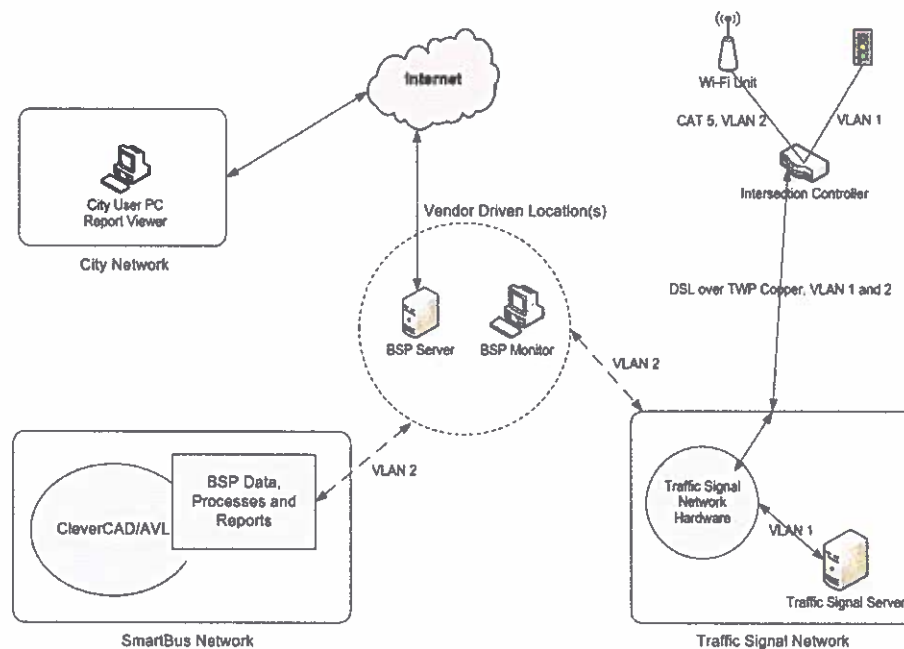 Internet
Wi-Fi Unit
CAT 5, VLAN 2
VLAN 1
Intersection Controller
City User PC
Report Viewer
City Network
Vendor Driven Location(s)
DSL over TWP Copper, VLAN 1 and 2
BSP Server
BSP Monitor
VLAN 2
VLAN 2
CleverCAD/AVL
BSP Data,
Processes and
Reports
SmartBus Network
Traffic Signal
Network
Hardware
VLAN 1
Traffic Signal Server
Traffic Signal Network